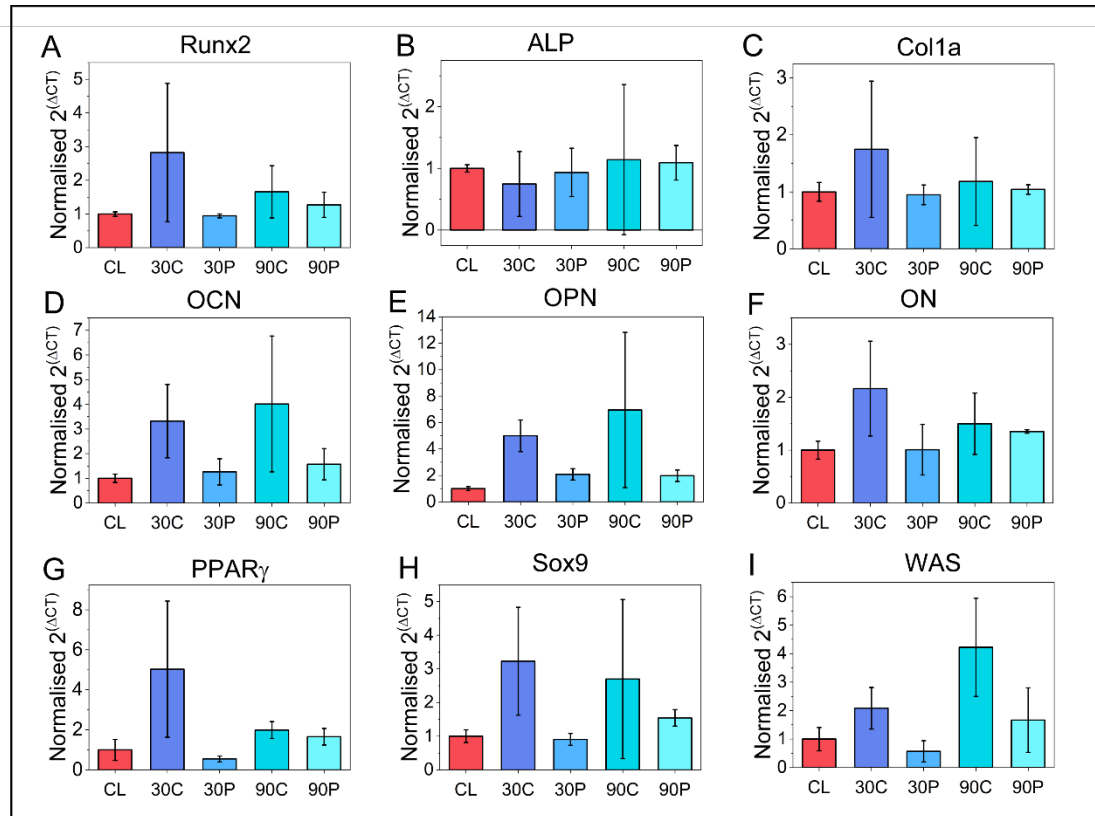 A Runx2
Normalised 2^(ΔCT)
5
4
3
2
1
0
CL 30C 30P 90C 90P
B ALP
Normalised 2^(ΔCT)
2
1
0
CL 30C 30P 90C 90P
C Col1a
Normalised 2^(ΔCT)
3
2
1
0
CL 30C 30P 90C 90P
D OCN
Normalised 2^(ΔCT)
7
6
5
4
3
2
1
0
CL 30C 30P 90C 90P
E OPN
Normalised 2^(ΔCT)
14
12
10
8
6
4
2
0
CL 30C 30P 90C 90P
F ON
Normalised 2^(ΔCT)
3
2
1
0
CL 30C 30P 90C 90P
G PPARγ
Normalised 2^(ΔCT)
8
6
4
2
0
CL 30C 30P 90C 90P
H Sox9
Normalised 2^(ΔCT)
5
4
3
2
1
0
CL 30C 30P 90C 90P
I WAS
Normalised 2^(ΔCT)
6
5
4
3
2
1
0
CL 30C 30P 90C 90P